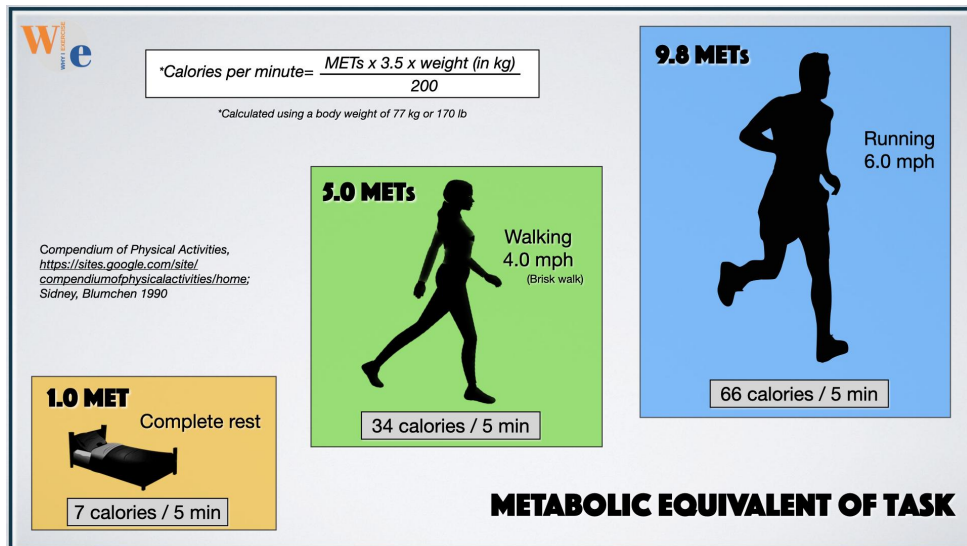 We
WHY I EXERCISE
*Calories per minute= METs x 3.5 x weight (in kg)
200
*Calculated using a body weight of 77 kg or 170 lb
9.8 METs
Running
6.0 mph
66 calories / 5 min
5.0 METs
Walking
4.0 mph
(Brisk walk)
34 calories / 5 min
Compendium of Physical Activities,
https://sites.google.com/site/
compendiumofphysicalactivities/home;
Sidney, Blumchen 1990
1.0 MET
Complete rest
7 calories / 5 min
METABOLIC EQUIVALENT OF TASK